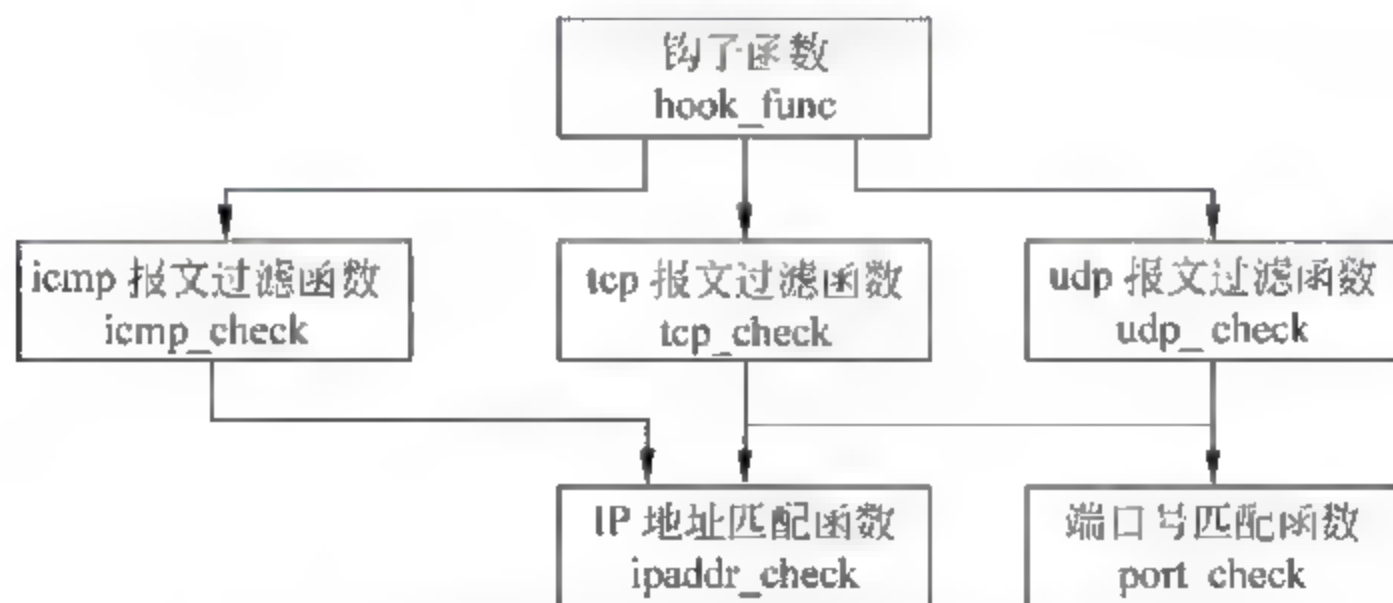 钩子函数
hook_func
icmp 报文过滤函数
icmp_check
tcp 报文过滤函数
tcp_check
udp 报文过滤函数
udp_check
IP 地址匹配函数
ipaddr_check
端口号匹配函数
port_check